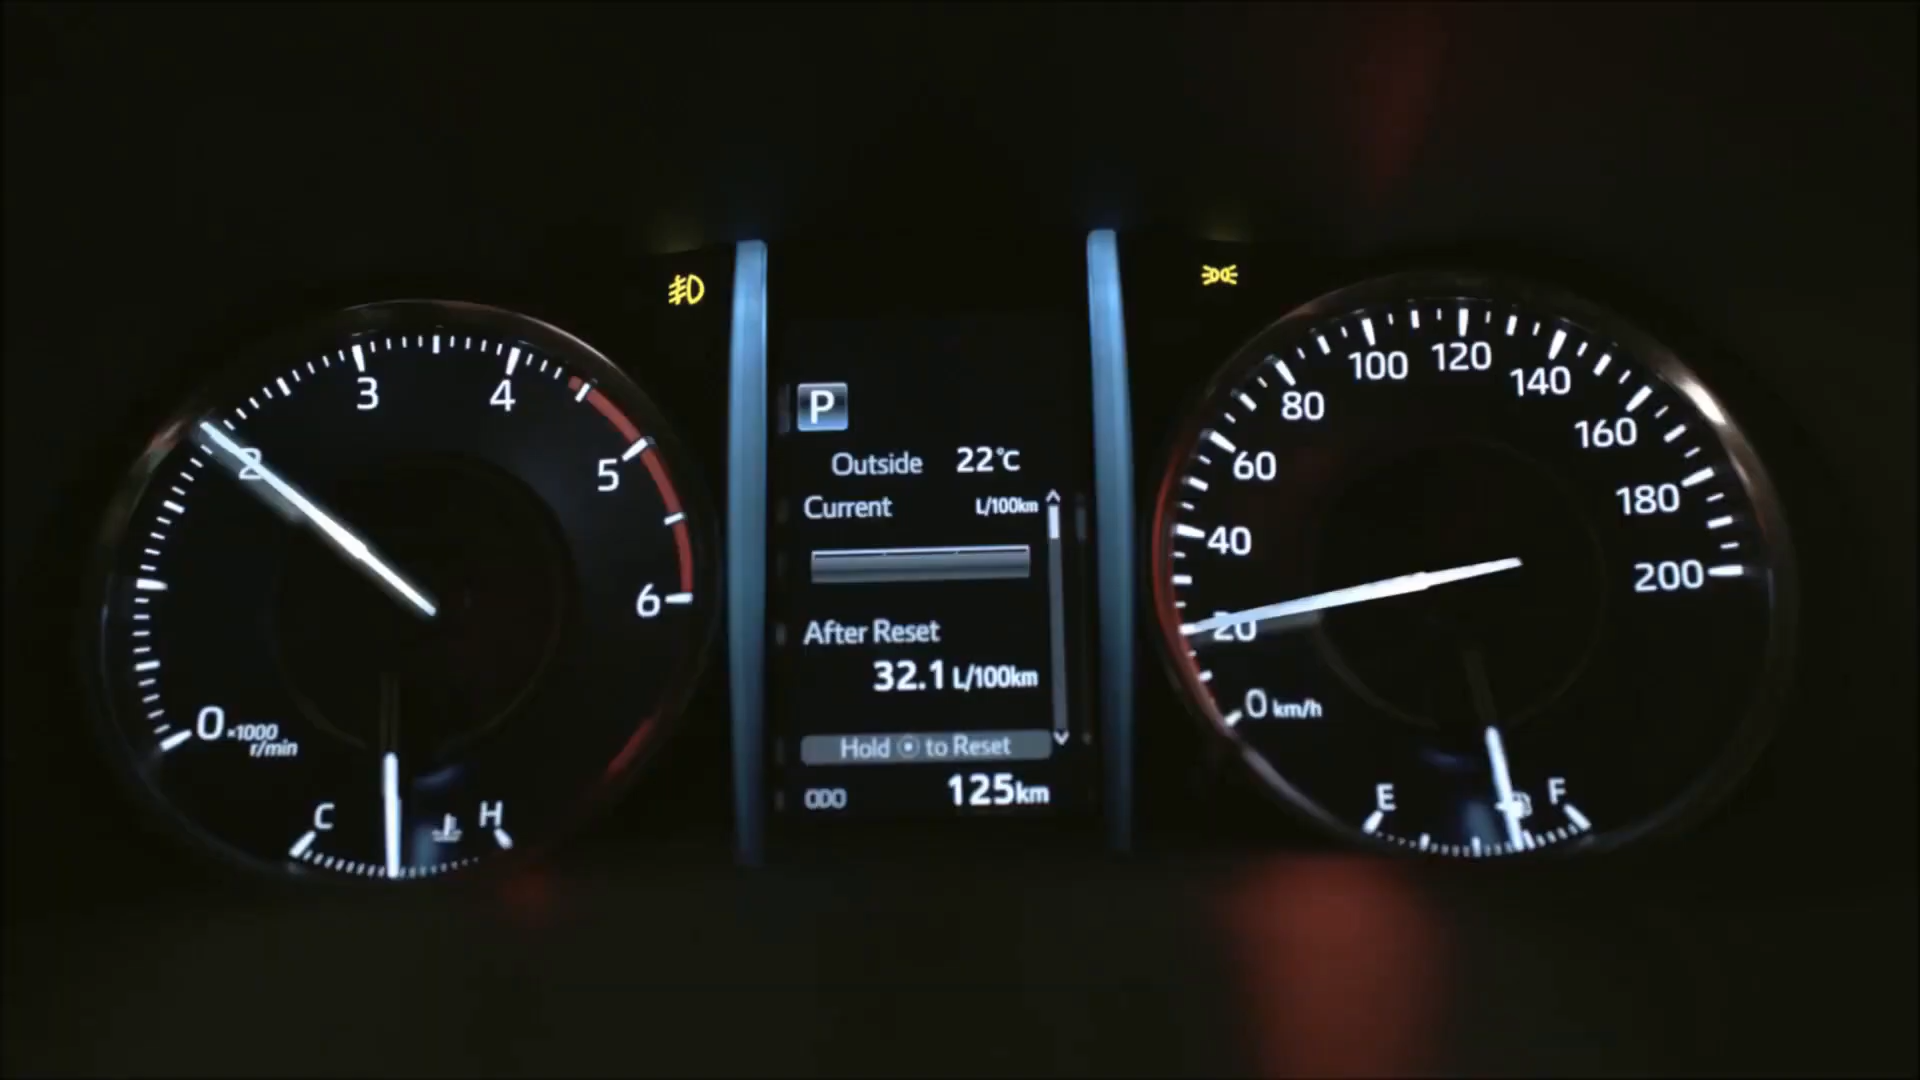 0
×1000
r/min
2
3
4
5
6
C
H
P
Outside 22°C
Current L/100km
After Reset
32.1 L/100km
Hold to Reset
ODO 125km
0 km/h
20
40
60
80
100
120
140
160
180
200
E
F